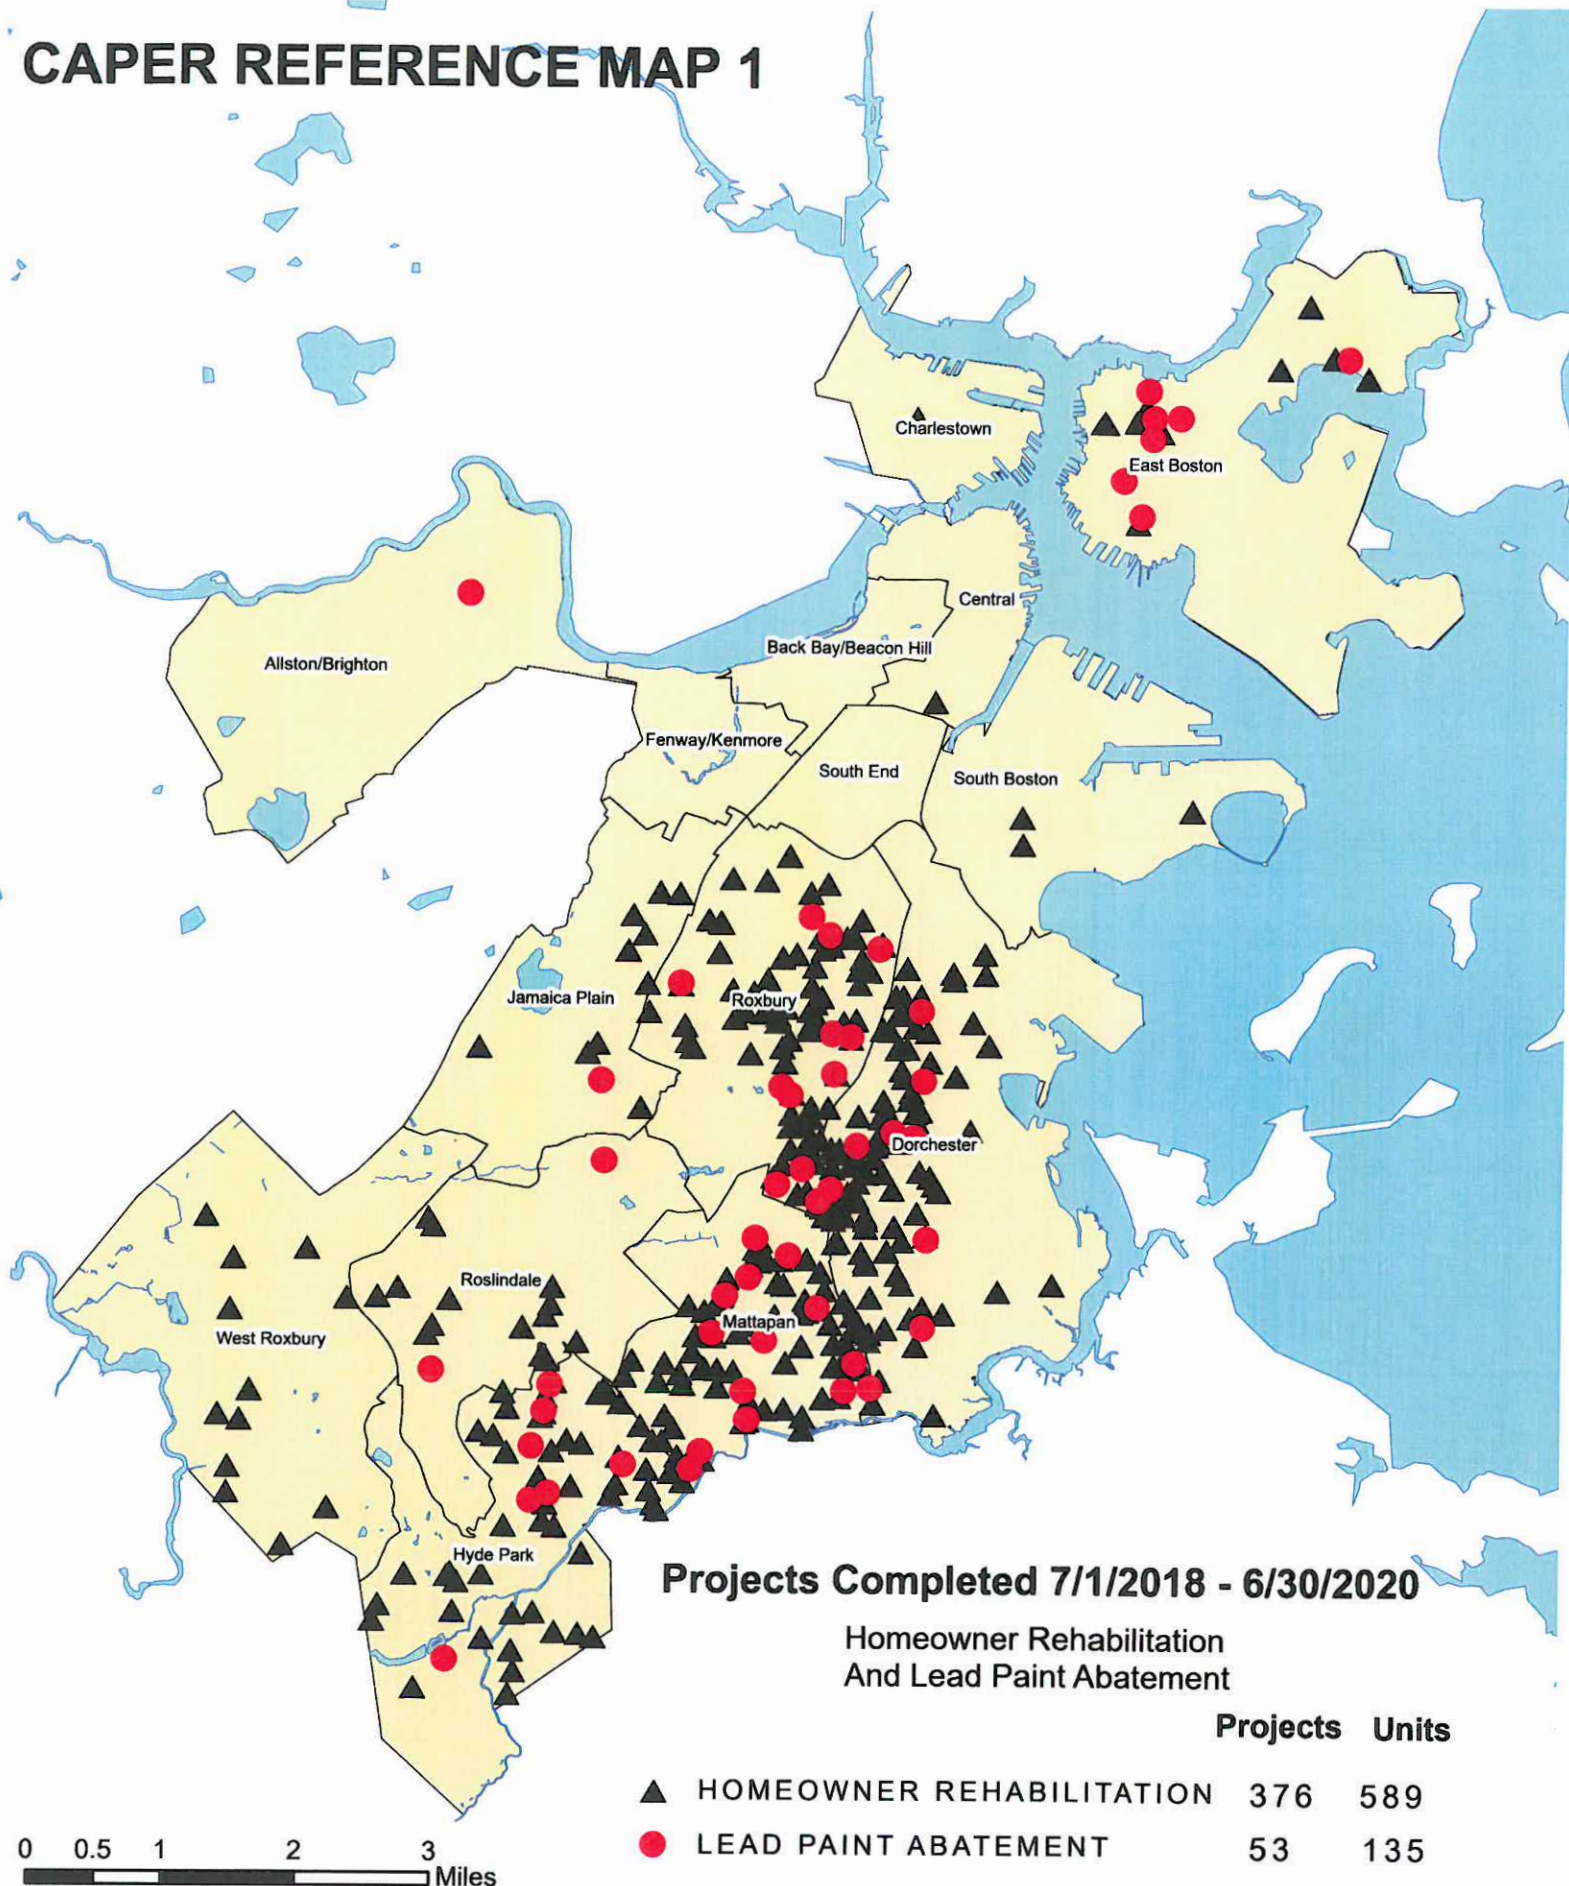 CAPER REFERENCE MAP 1
Charlestown
East Boston
Central
Back Bay/Beacon Hill
Allston/Brighton
Fenway/Kenmore
South End
South Boston
Jamaica Plain
Roxbury
Dorchester
Roslindale
Mattapan
West Roxbury
Hyde Park
Projects Completed 7/1/2018 - 6/30/2020
Homeowner Rehabilitation
And Lead Paint Abatement
Projects Units
HOMEOWNER REHABILITATION 376 589
LEAD PAINT ABATEMENT 53 135
0 0.5 1 2 3
Miles